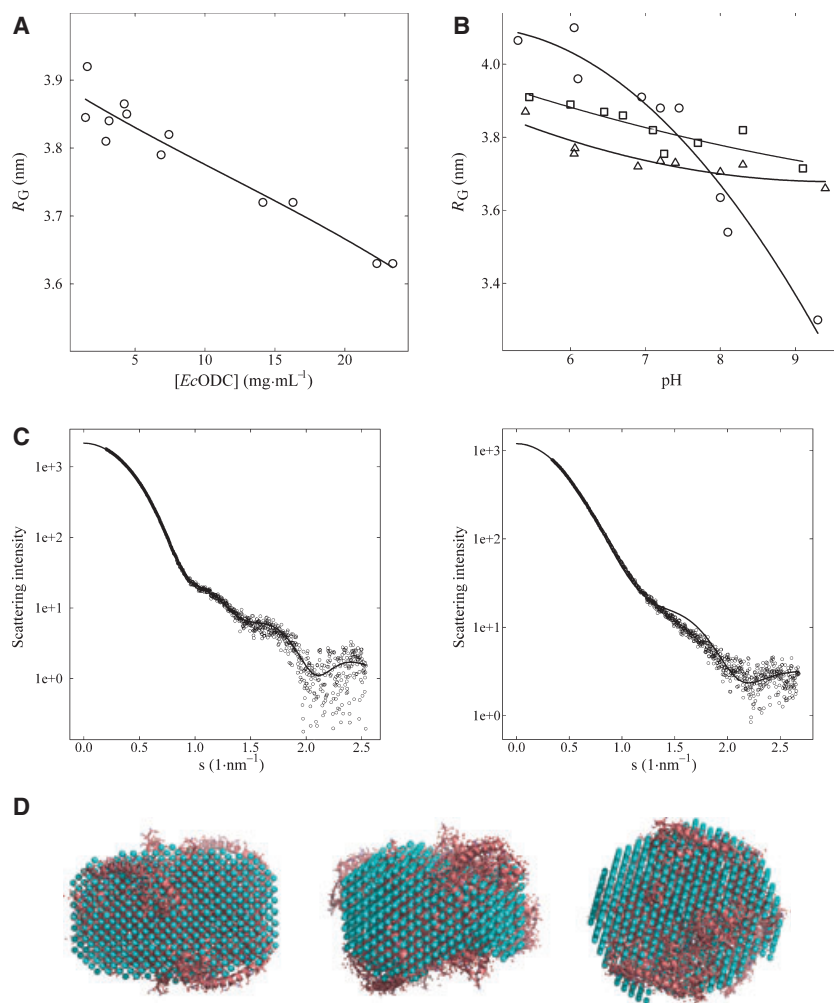 A
3.9
3.8
3.7
3.6
R_G (nm)
5
10
15
20
[EcODC] (mg·mL⁻¹)
B
4.0
3.8
3.6
3.4
R_G (nm)
6
7
8
9
pH
C
1e+3
1e+2
1e+1
1e+0
Scattering intensity
0.0
0.5
1.0
1.5
2.0
2.5
s (1·nm⁻¹)
1e+3
1e+2
1e+1
1e+0
Scattering intensity
0.0
0.5
1.0
1.5
2.0
2.5
s (1·nm⁻¹)
D